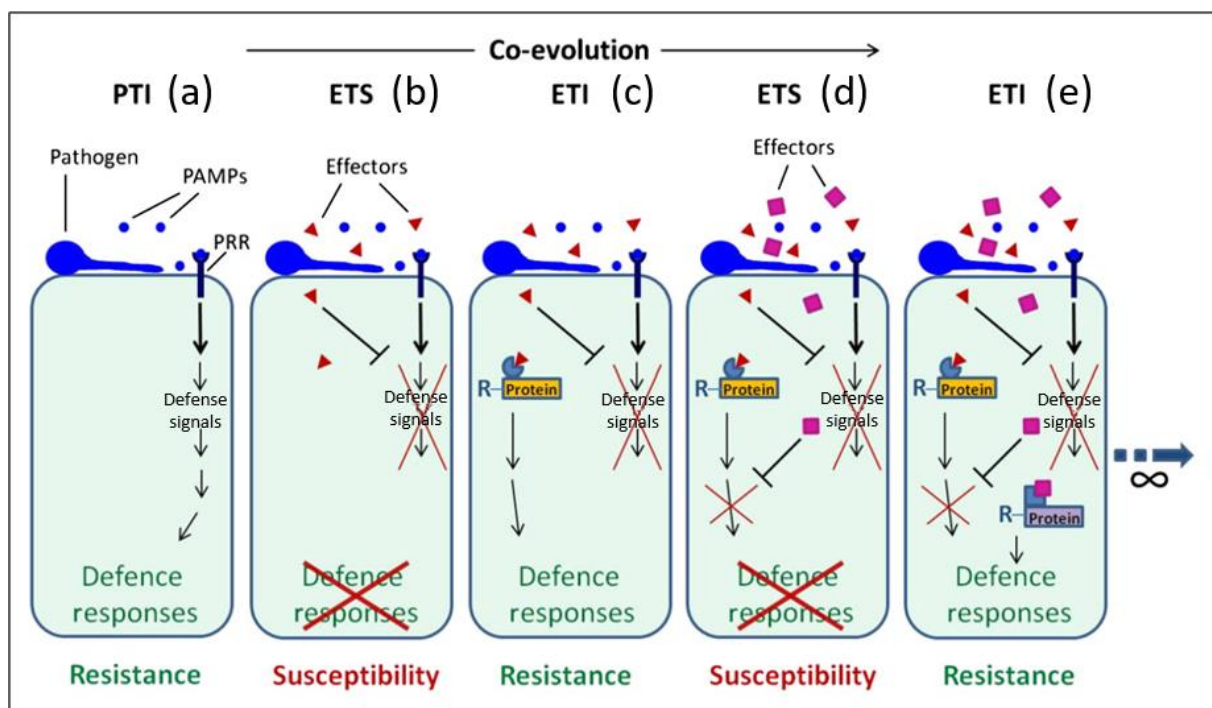 Co-evolution
PTI (a)
ETS (b)
ETI (c)
ETS (d)
ETI (e)
Pathogen
PAMPs
PRR
Effectors
Effectors
Defense
signals
Defense
signals
R-Protein
Defense
signals
R-Protein
Defense
signals
R-Protein
Defense
signals
R-Protein
∞
Defence
responses
Defence
responses
Defence
responses
Defence
responses
Defence
responses
Resistance
Susceptibility
Resistance
Susceptibility
Resistance